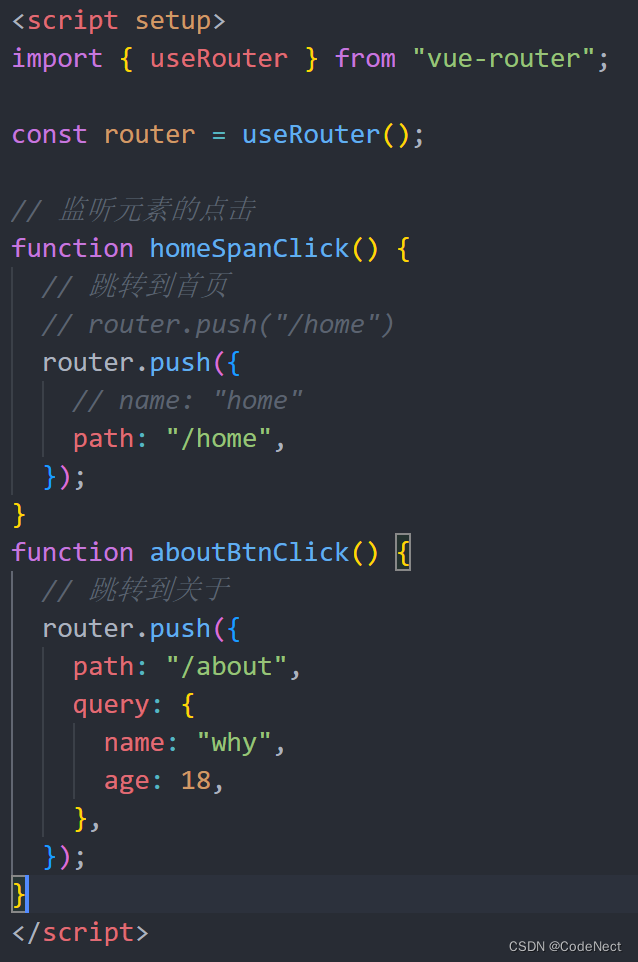 <script setup>
import { useRouter } from "vue-router";

const router = useRouter();

// 监听元素的点击
function homeSpanClick() {
  // 跳转到首页
  // router.push("/home")
  router.push({
    // name: "home"
    path: "/home",
  });
}
function aboutBtnClick() {
  // 跳转到关于
  router.push({
    path: "/about",
    query: {
      name: "why",
      age: 18,
    },
  });
}
</script>
CSDN @CodeNect